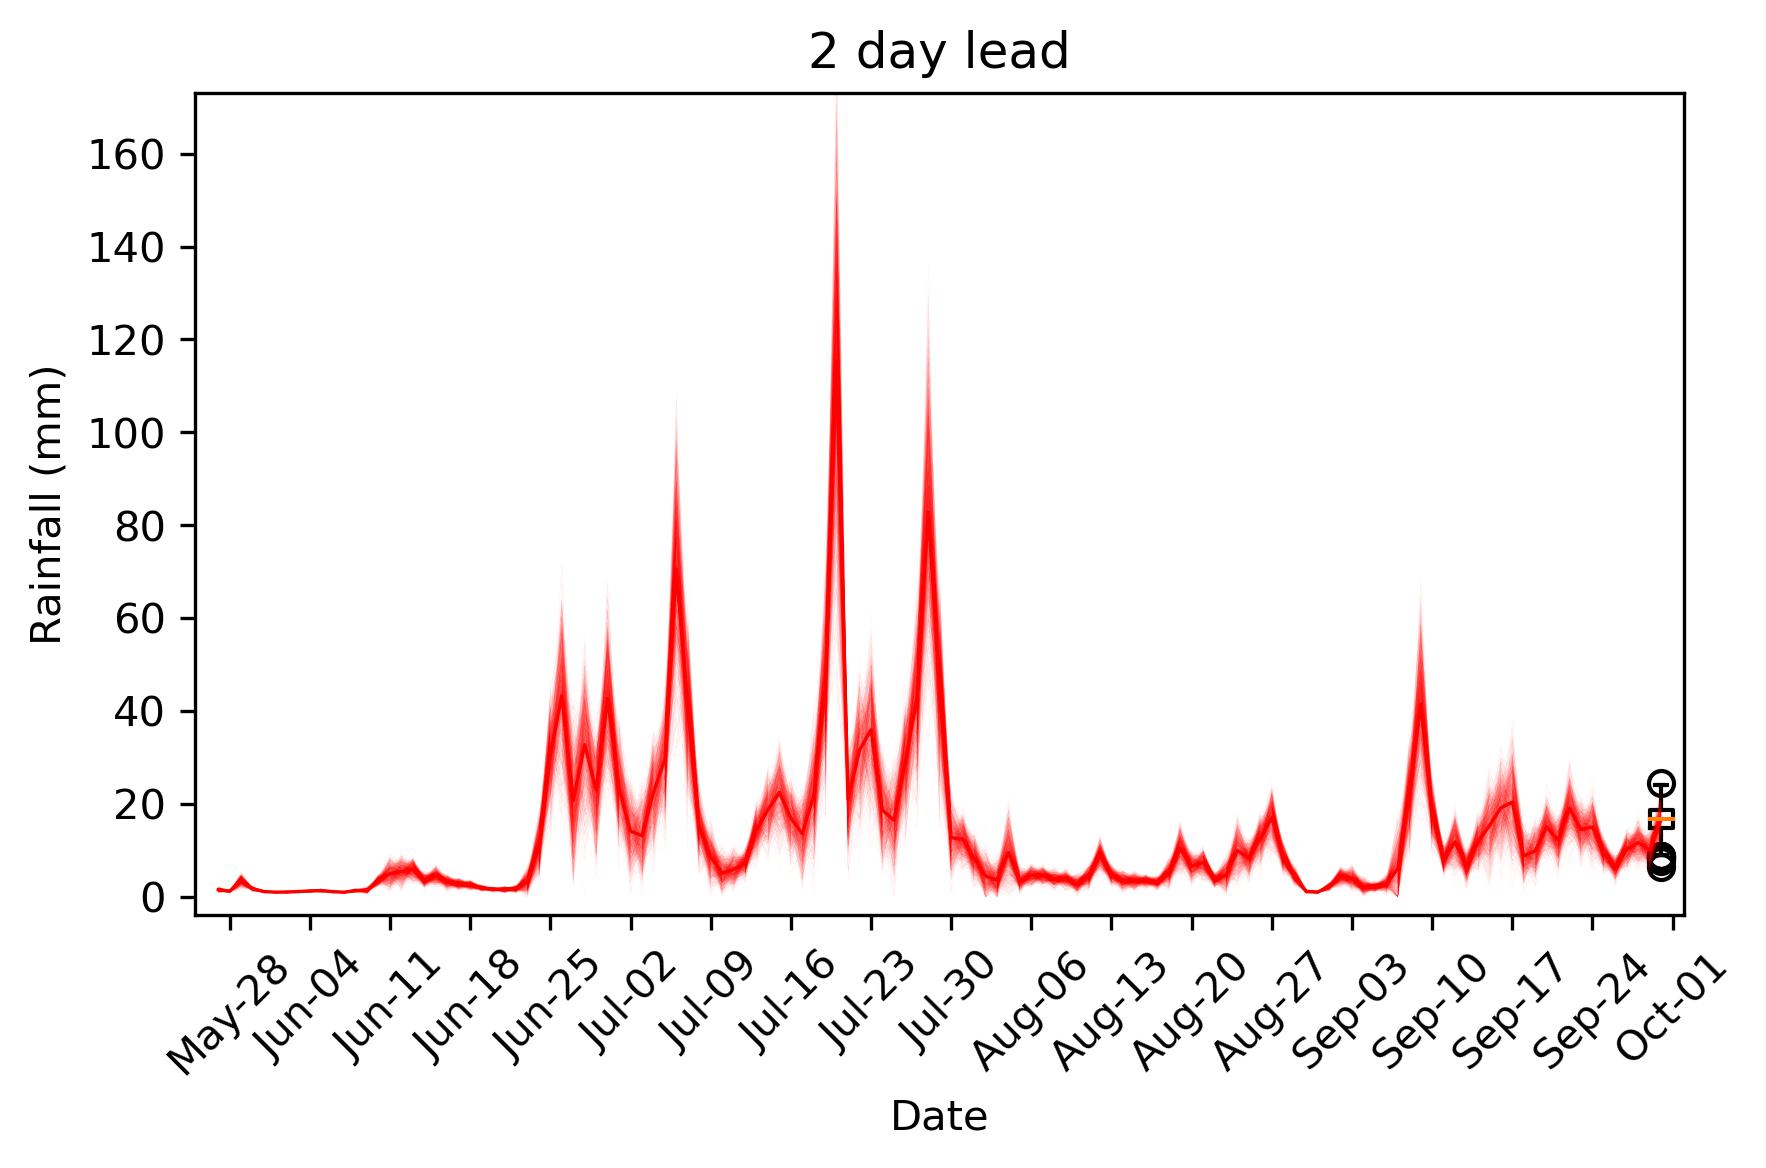 2 day lead
160
140
120
100
80
60
40
20
0
Rainfall (mm)
May-28
Jun-04
Jun-11
Jun-18
Jun-25
Jul-02
Jul-09
Jul-16
Jul-23
Jul-30
Aug-06
Aug-13
Aug-20
Aug-27
Sep-03
Sep-10
Sep-17
Sep-24
Oct-01
Date